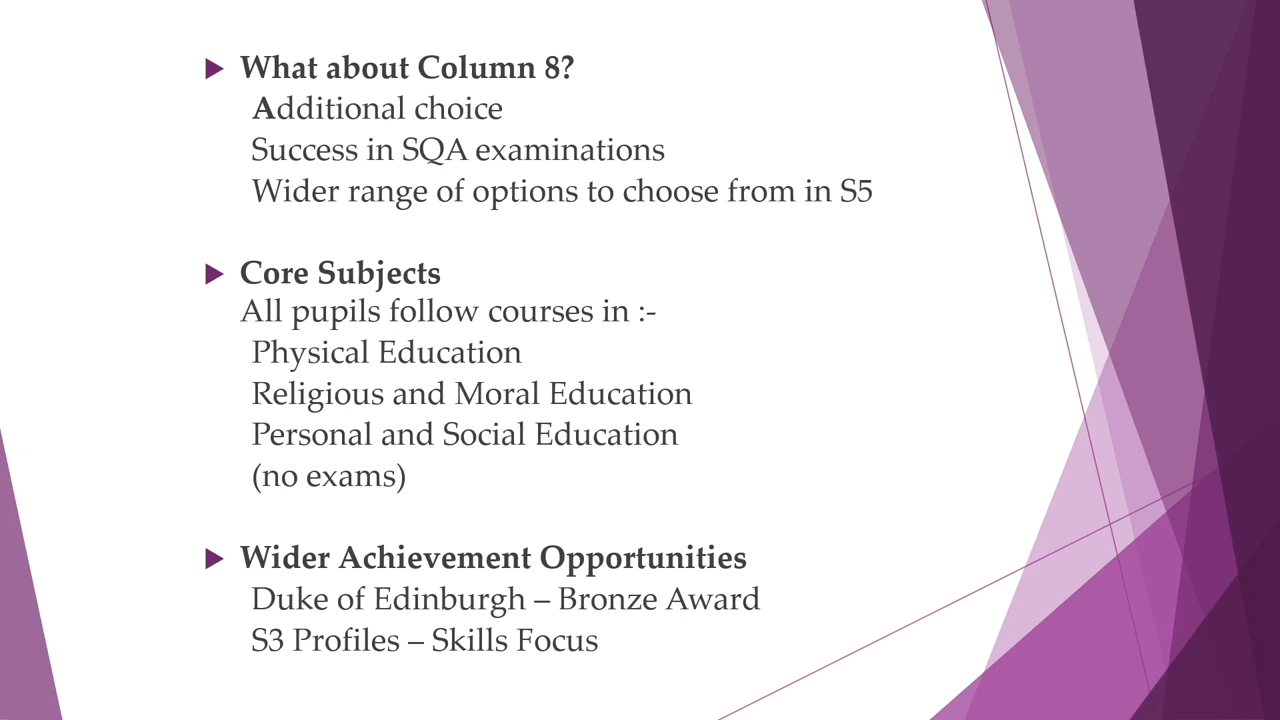 What about Column 8?
Additional choice
Success in SQA examinations
Wider range of options to choose from in S5
Core Subjects
All pupils follow courses in :-
Physical Education
Religious and Moral Education
Personal and Social Education
(no exams)
Wider Achievement Opportunities
Duke of Edinburgh – Bronze Award
S3 Profiles – Skills Focus